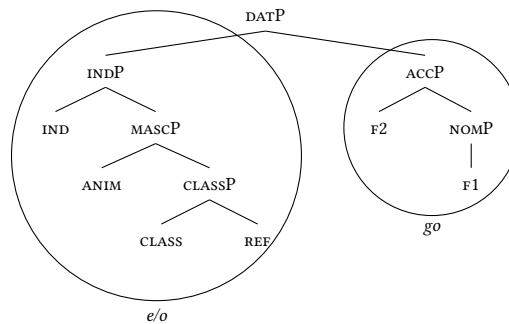 DATP
INDP
ACCP
IND
MASCP
F2
NOMP
ANIM
CLASSP
F1
CLASS
REF
go
e/o